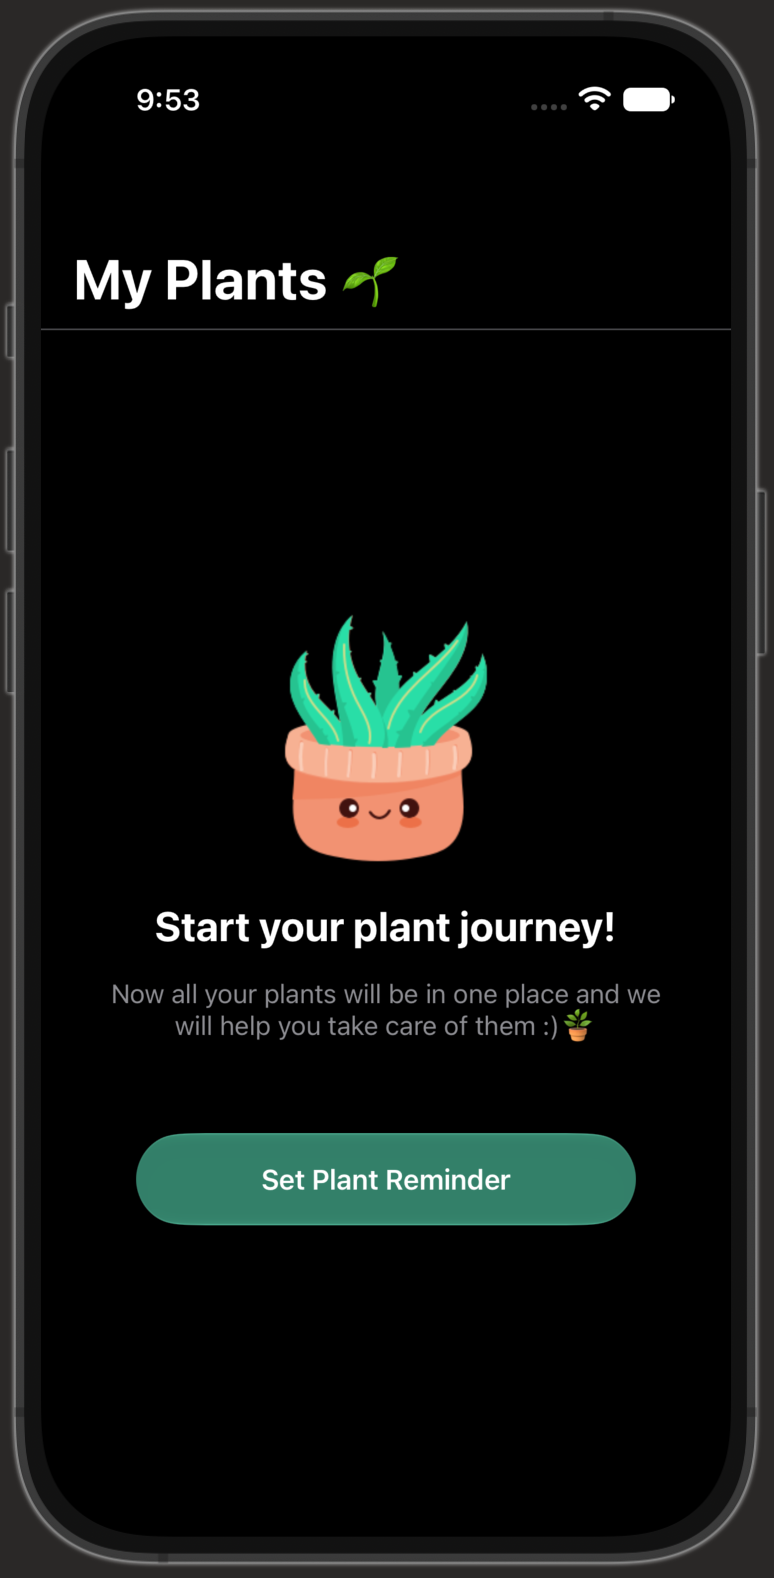 9:53
My Plants 🌱
Start your plant journey!
Now all your plants will be in one place and we
will help you take care of them :)🪴
Set Plant Reminder